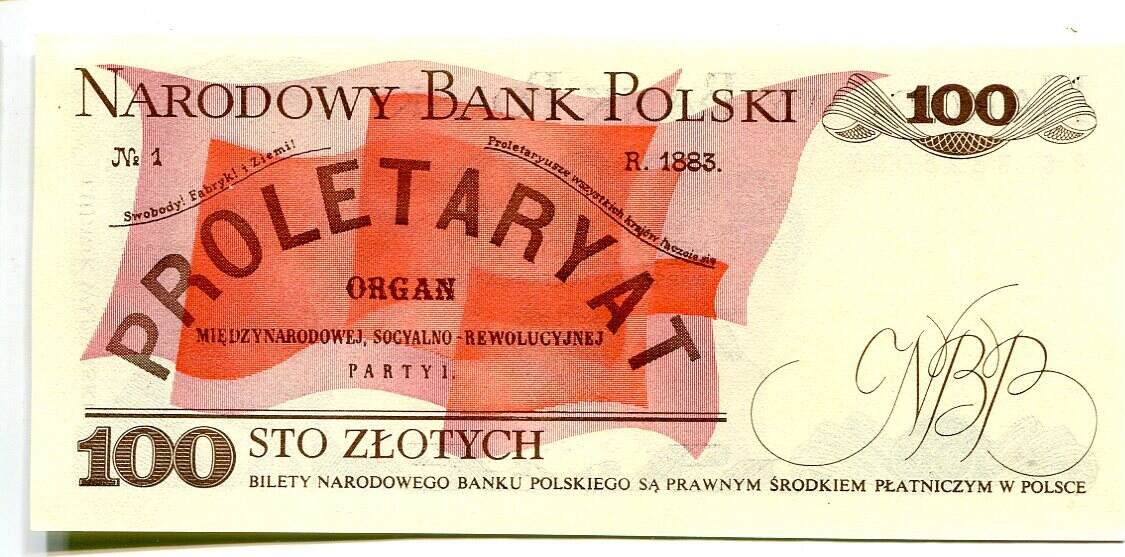 NARODOWY BANK POLSKI 100
№ 1
R. 1883.
Swobody! Fabryk! i Ziemi!
Proletaryusze wszystkich krajów łączcie się
PROLETARYAT
ORGAN
MIĘDZYNARODOWEJ, SOCYALNO-REWOLUCYJNEJ
PARTYI.
NBP
100 STO ZŁOTYCH
BILETY NARODOWEGO BANKU POLSKIEGO SĄ PRAWNYM ŚRODKIEM PŁATNICZYM W POLSCE